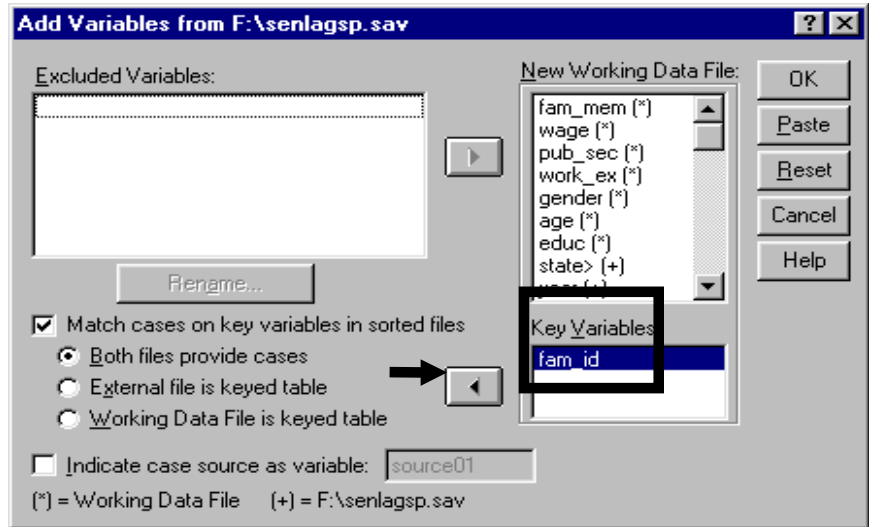 Add Variables from F:\senlagsp.sav
Excluded Variables:
New Working Data File:
fam_mem (*)
wage (*)
pub_sec (*)
work_ex (*)
gender (*)
age (*)
educ (*)
state> (+)
OK
Paste
Reset
Cancel
Help
Rename...
Match cases on key variables in sorted files
Both files provide cases
External file is keyed table
Working Data File is keyed table
Key Variables
fam_id
Indicate case source as variable: source01
(*) = Working Data File (+) = F:\senlagsp.sav